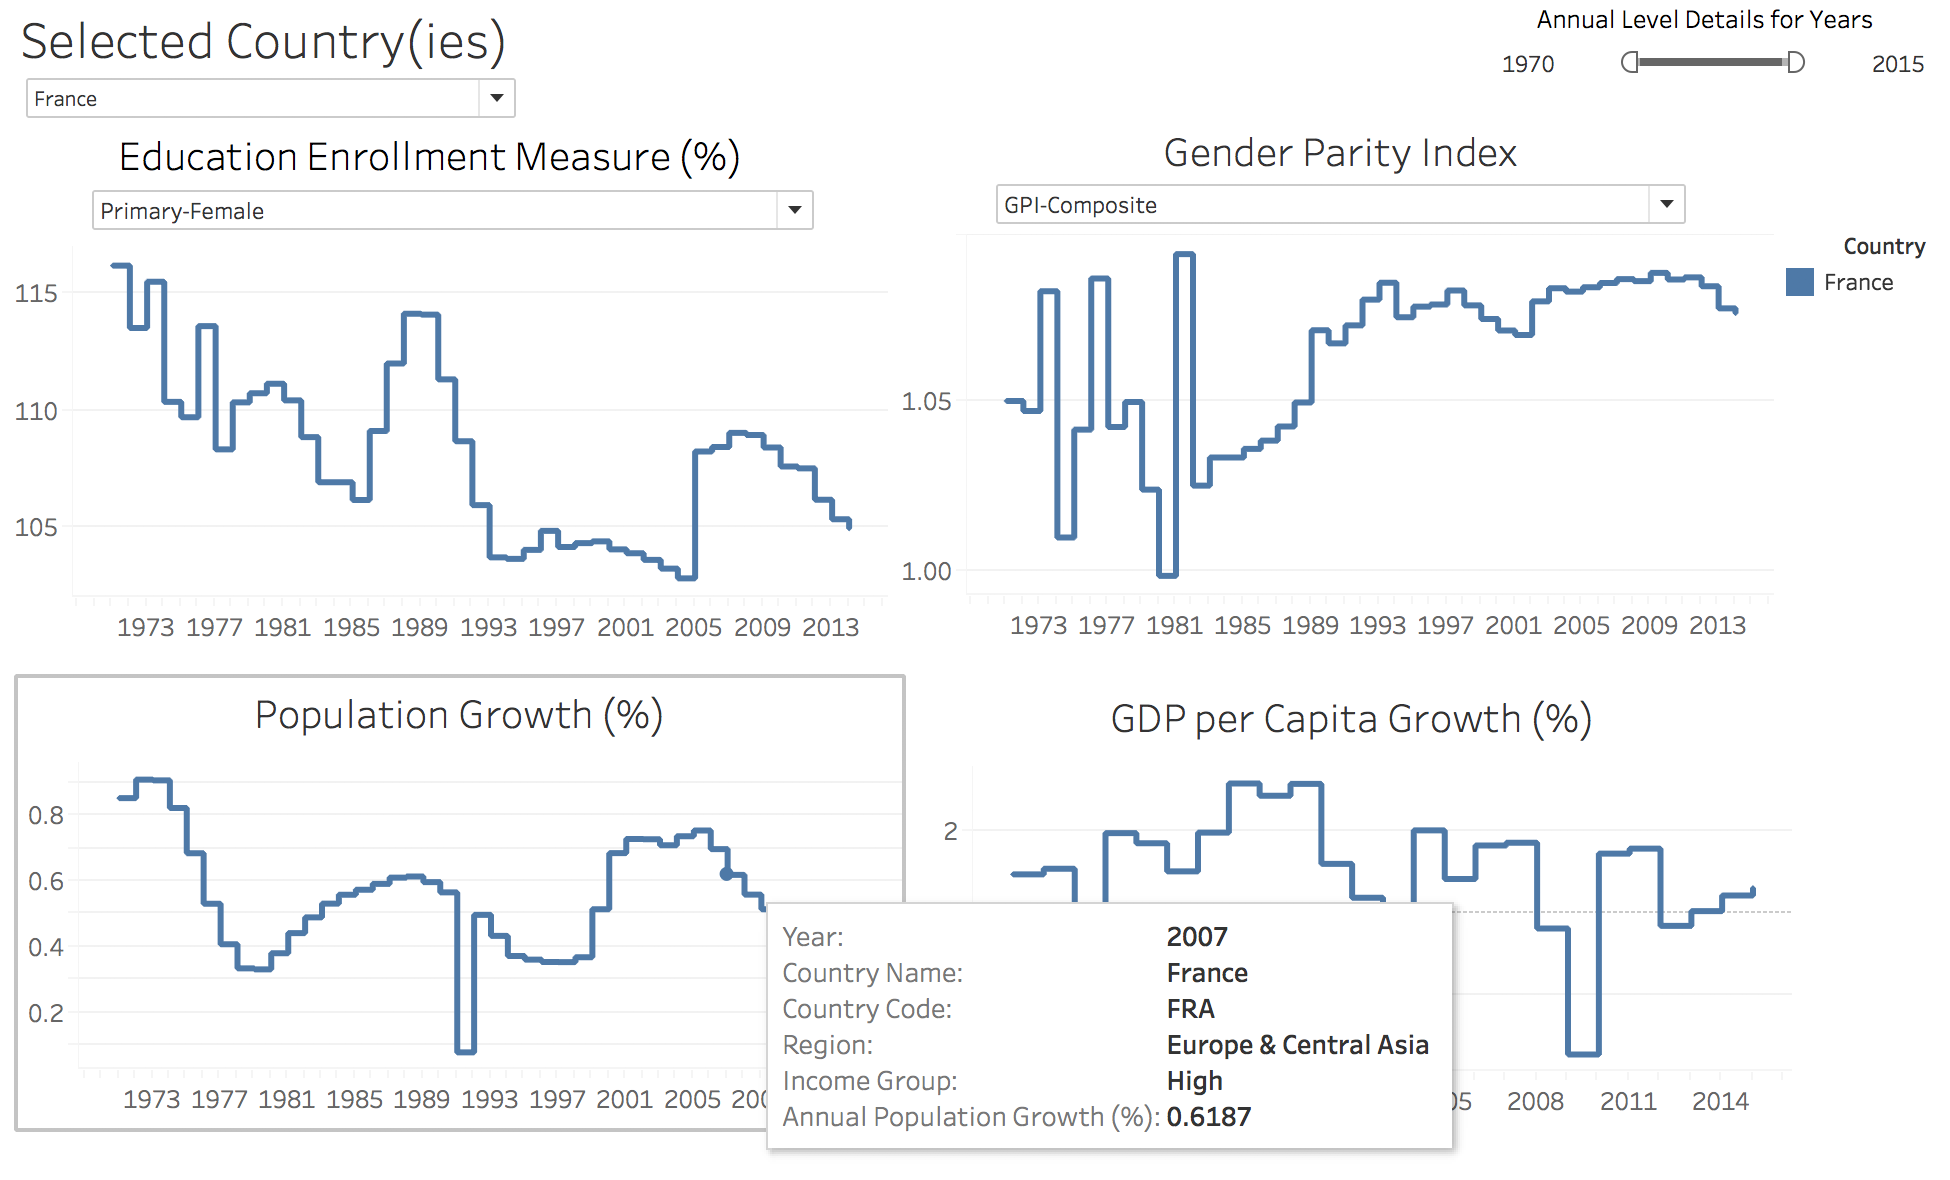 Selected Country(ies)
Annual Level Details for Years
1970 2015
France
Education Enrollment Measure (%)
Primary-Female
115
110
105
1973 1977 1981 1985 1989 1993 1997 2001 2005 2009 2013
Gender Parity Index
GPI-Composite
1.05
1.00
1973 1977 1981 1985 1989 1993 1997 2001 2005 2009 2013
Country
France
Population Growth (%)
0.8
0.6
0.4
0.2
1973 1977 1981 1985 1989 1993 1997 2001 2005
GDP per Capita Growth (%)
2
2008 2011 2014
Year: 2007
Country Name: France
Country Code: FRA
Region: Europe & Central Asia
Income Group: High
Annual Population Growth (%): 0.6187